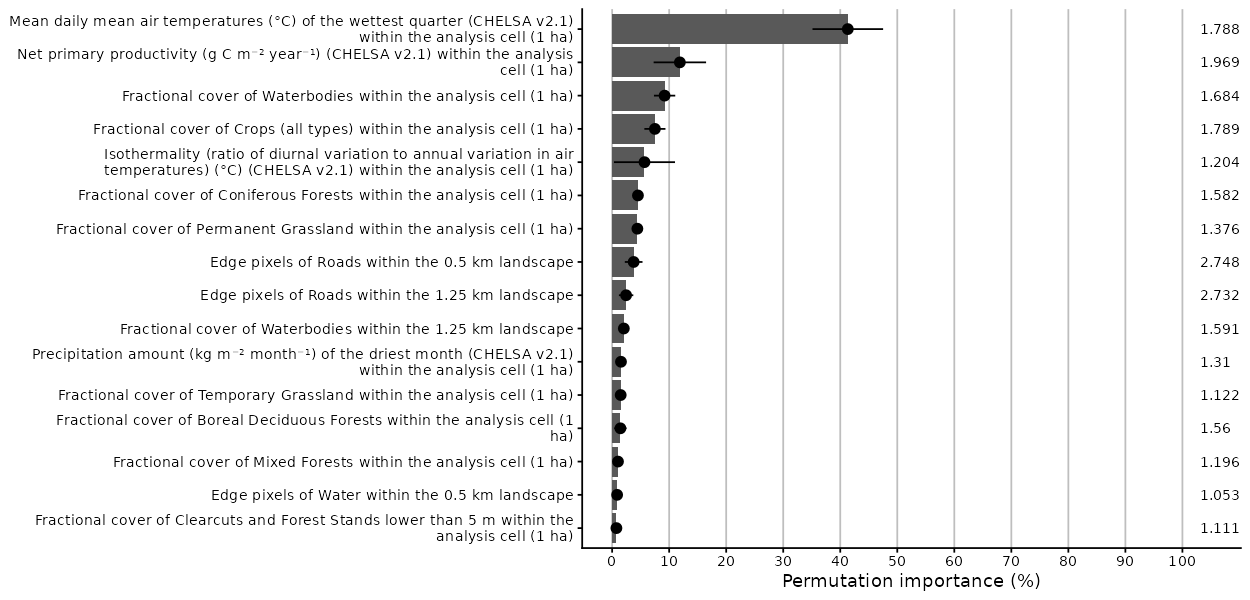 Mean daily mean air temperatures (°C) of the wettest quarter (CHELSA v2.1)
within the analysis cell (1 ha)
1.788
Net primary productivity (g C m⁻² year⁻¹) (CHELSA v2.1) within the analysis
cell (1 ha)
1.969
Fractional cover of Waterbodies within the analysis cell (1 ha)
1.684
Fractional cover of Crops (all types) within the analysis cell (1 ha)
1.789
Isothermality (ratio of diurnal variation to annual variation in air
temperatures) (°C) (CHELSA v2.1) within the analysis cell (1 ha)
1.204
Fractional cover of Coniferous Forests within the analysis cell (1 ha)
1.582
Fractional cover of Permanent Grassland within the analysis cell (1 ha)
1.376
Edge pixels of Roads within the 0.5 km landscape
2.748
Edge pixels of Roads within the 1.25 km landscape
2.732
Fractional cover of Waterbodies within the 1.25 km landscape
1.591
Precipitation amount (kg m⁻² month⁻¹) of the driest month (CHELSA v2.1)
within the analysis cell (1 ha)
1.31
Fractional cover of Temporary Grassland within the analysis cell (1 ha)
1.122
Fractional cover of Boreal Deciduous Forests within the analysis cell (1
ha)
1.56
Fractional cover of Mixed Forests within the analysis cell (1 ha)
1.196
Edge pixels of Water within the 0.5 km landscape
1.053
Fractional cover of Clearcuts and Forest Stands lower than 5 m within the
analysis cell (1 ha)
1.111
0 10 20 30 40 50 60 70 80 90 100
Permutation importance (%)